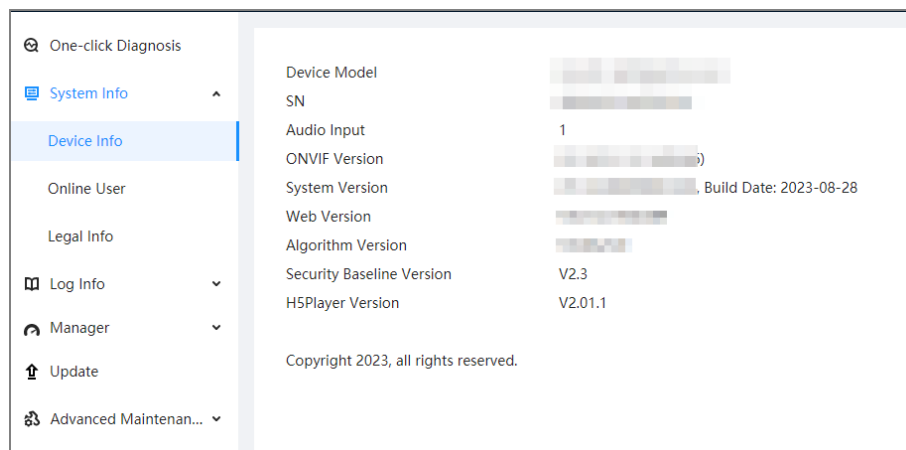 One-click Diagnosis
System Info
Device Info
Online User
Legal Info
Log Info
Manager
Update
Advanced Maintenan...
Device Model
SN
Audio Input 1
ONVIF Version )
System Version , Build Date: 2023-08-28
Web Version
Algorithm Version
Security Baseline Version V2.3
H5Player Version V2.01.1
Copyright 2023, all rights reserved.